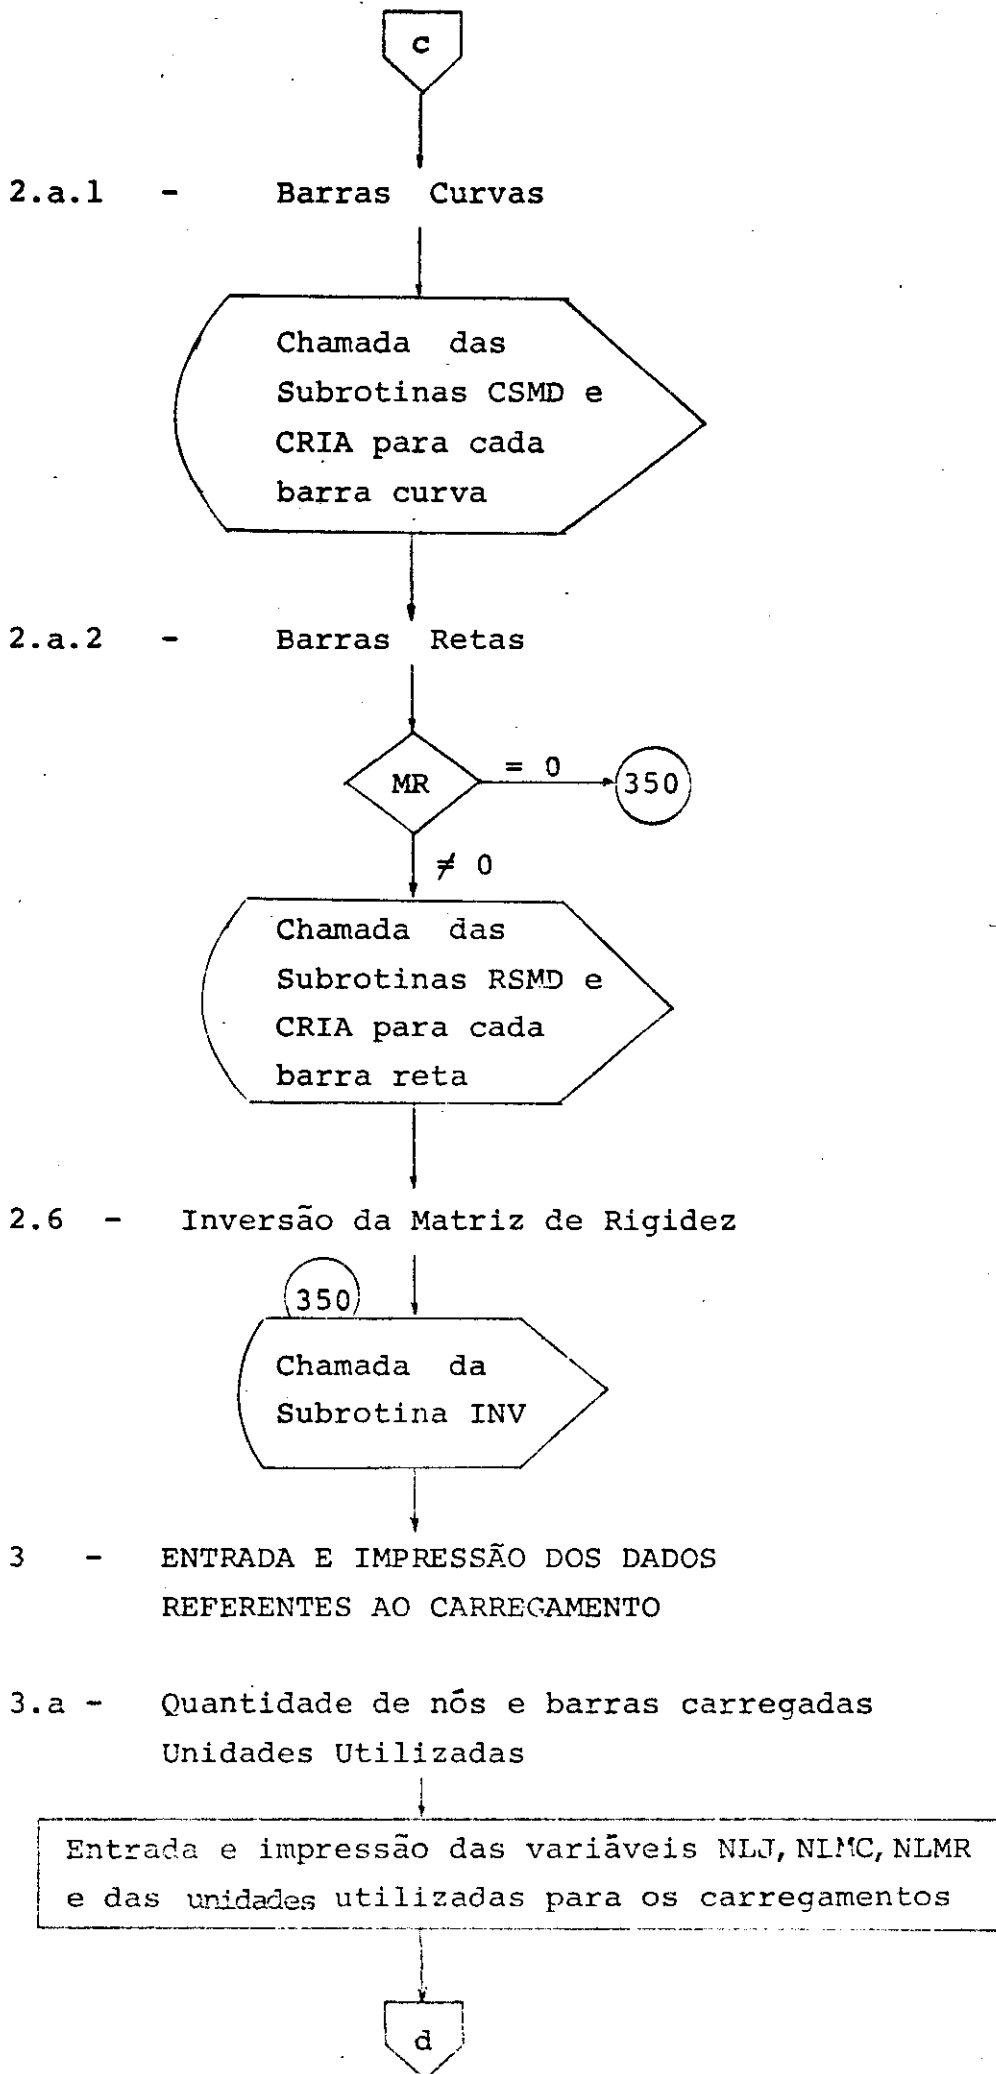 c
2.a.1 - Barras Curvas
Chamada das
Subrotinas CSMD e
CRIA para cada
barra curva
2.a.2 - Barras Retas
MR
= 0
350
≠ 0
Chamada das
Subrotinas RSMD e
CRIA para cada
barra reta
2.6 - Inversão da Matriz de Rigidez
350
Chamada da
Subrotina INV
3 - ENTRADA E IMPRESSÃO DOS DADOS
REFERENTES AO CARREGAMENTO
3.a - Quantidade de nós e barras carregadas
Unidades Utilizadas
Entrada e impressão das variáveis NLJ, NLMC, NLMR
e das unidades utilizadas para os carregamentos
d